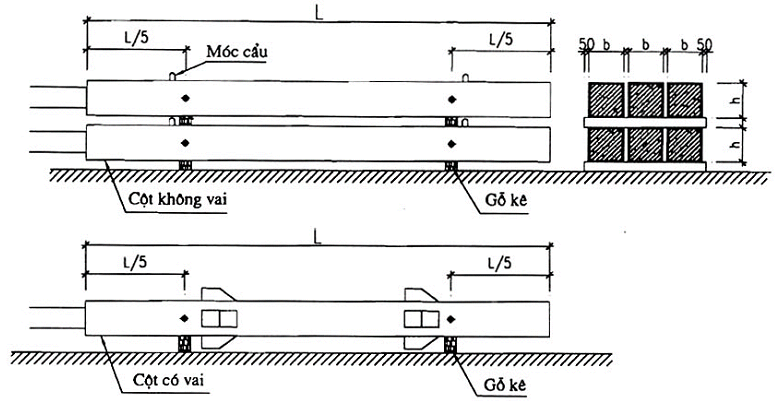 L
L/5
Móc cẩu
L/5
50 b b b 50
h
h
Cột không vai
Gỗ kê
L
L/5
L/5
Cột có vai
Gỗ kê